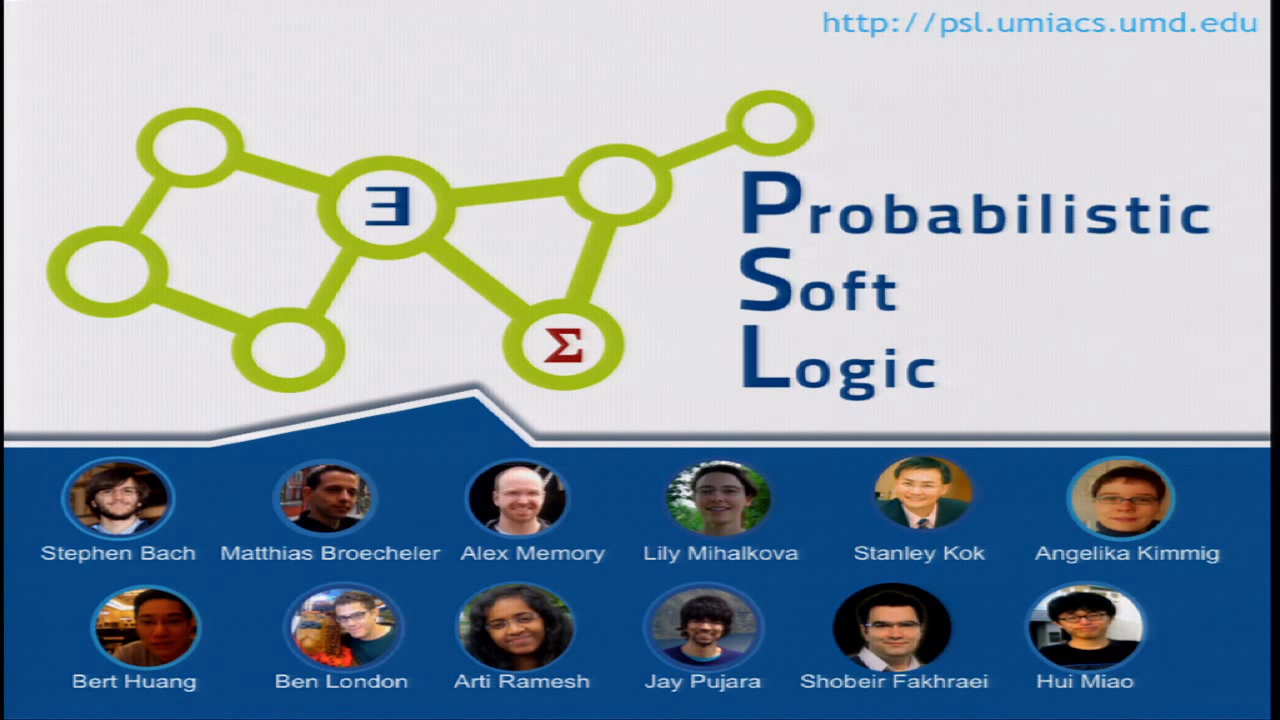 http://psl.umiacs.umd.edu
Ǝ
Probabilistic
Soft
Σ
Logic
Stephen Bach Matthias Broecheler Alex Memory Lily Mihalkova Stanley Kok Angelika Kimmig
Bert Huang Ben London Arti Ramesh Jay Pujara Shobeir Fakhraei Hui Miao